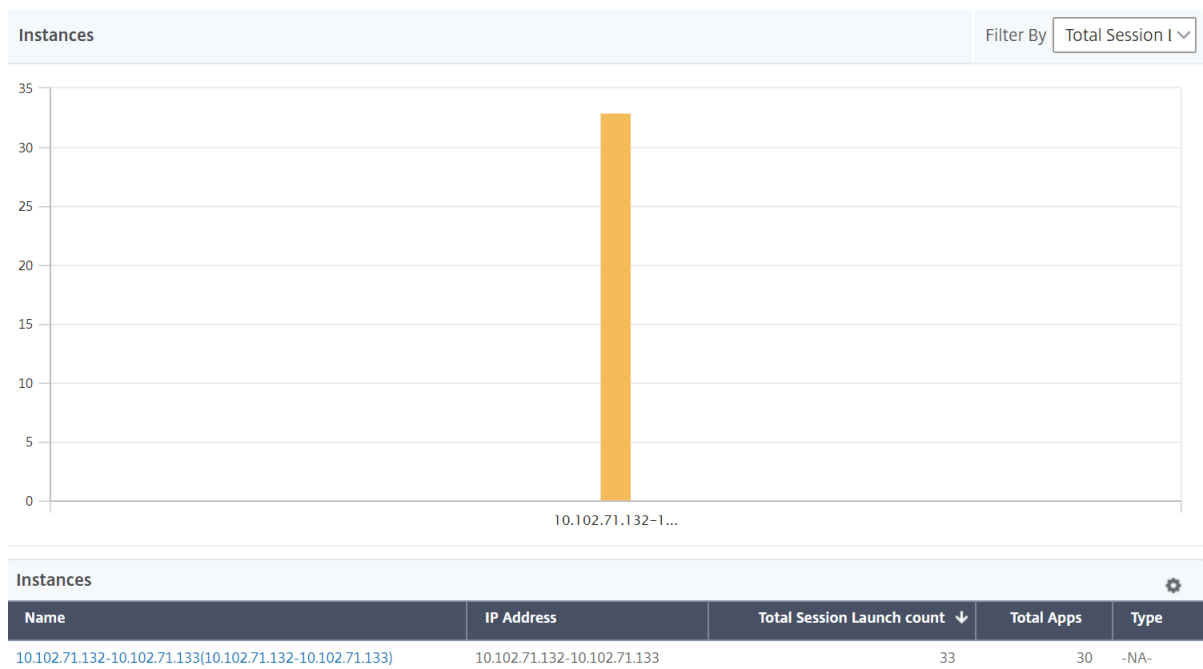 Instances
Filter By Total Session L
35
30
25
20
15
10
5
0
10.102.71.132-1...
Instances
Name IP Address Total Session Launch count Total Apps Type
10.102.71.132-10.102.71.133(10.102.71.132-10.102.71.133) 10.102.71.132-10.102.71.133 33 30 -NA-